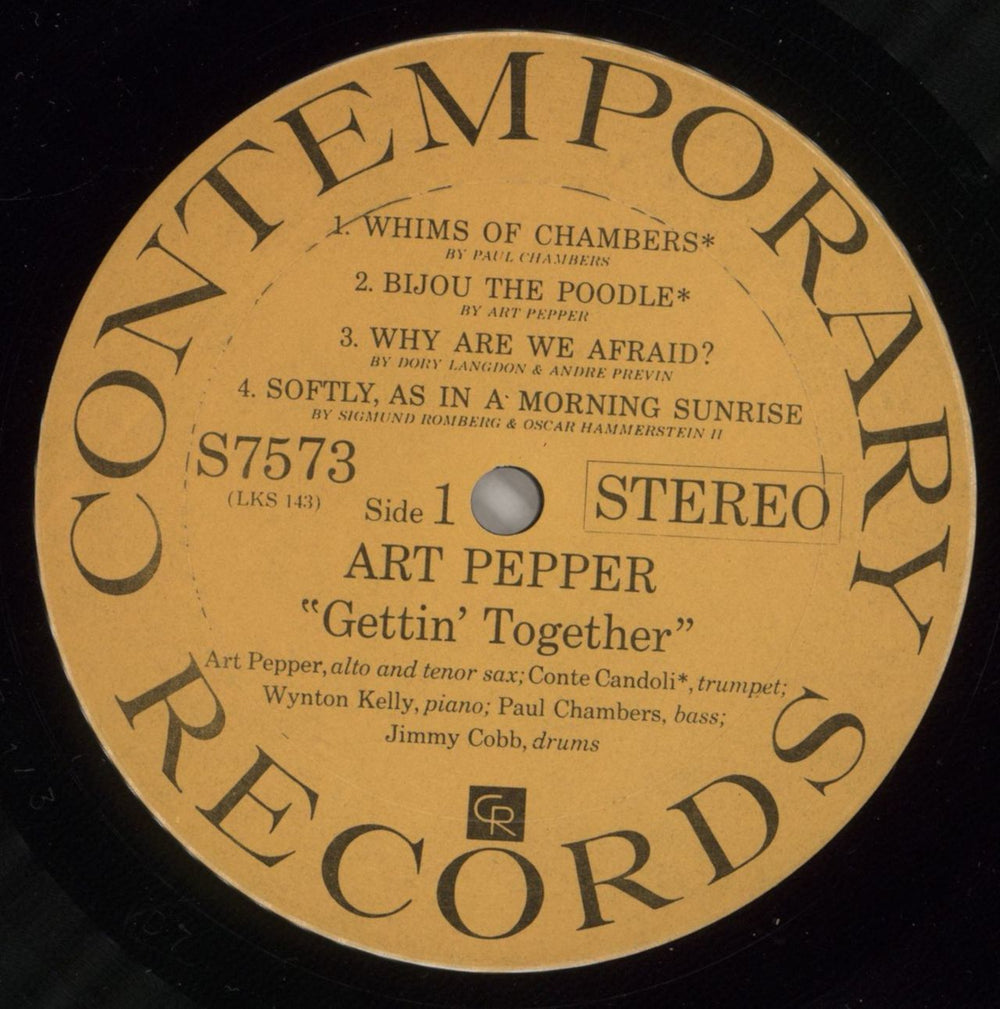 CONTEMPORARY
1. WHIMS OF CHAMBERS*
BY PAUL CHAMBERS
2. BIJOU THE POODLE*
BY ART PEPPER
3. WHY ARE WE AFRAID?
BY DORY LANGDON & ANDRE PREVIN
4. SOFTLY, AS IN A MORNING SUNRISE
BY SIGMUND ROMBERG & OSCAR HAMMERSTEIN II
S7573
(LKS 143)
Side 1
STEREO
ART PEPPER
"Gettin' Together"
Art Pepper, alto and tenor sax; Conte Candoli*, trumpet;
Wynton Kelly, piano; Paul Chambers, bass;
Jimmy Cobb, drums
CR
RECORDS